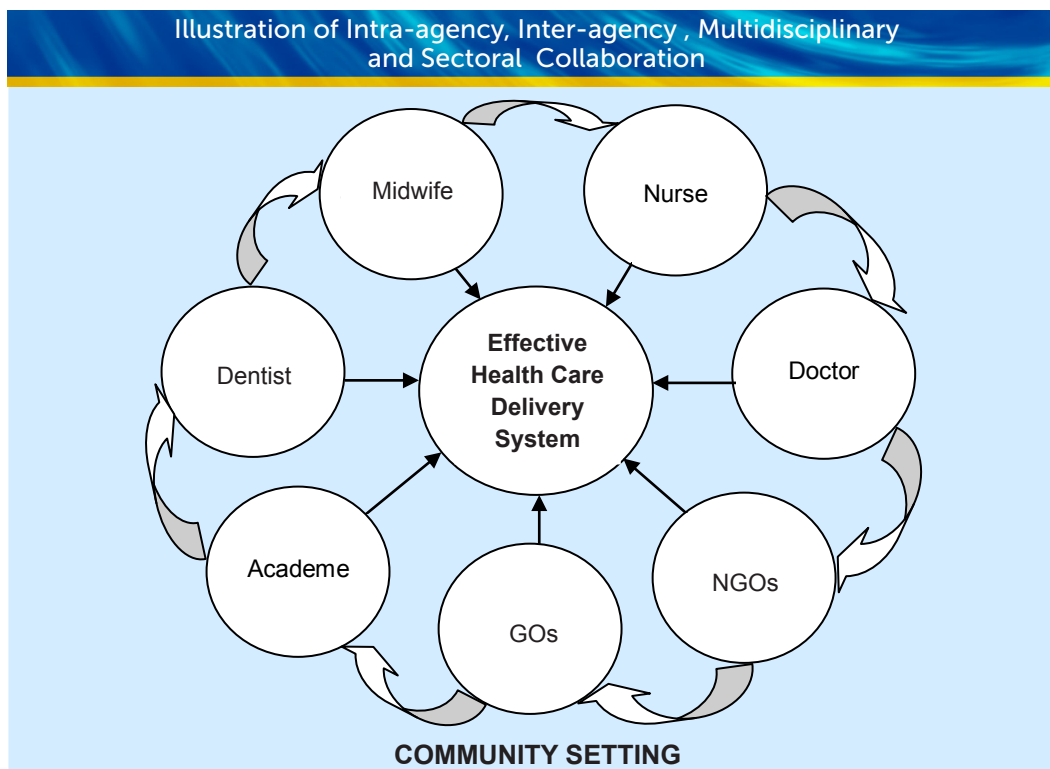 Illustration of Intra-agency, Inter-agency , Multidisciplinary
and Sectoral Collaboration
Midwife
Nurse
Dentist
Effective
Health Care
Delivery
System
Doctor
Academe
GOs
NGOs
COMMUNITY SETTING